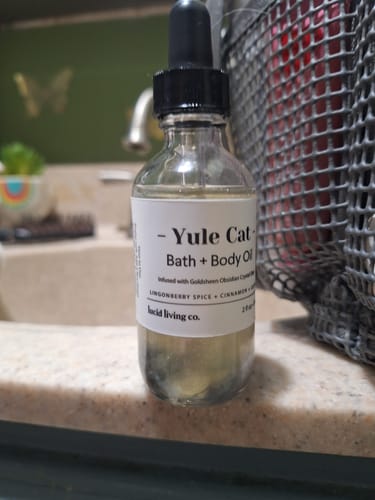 - Yule Cat -
Bath + Body Oil
Infused with Goldsheen Obsidian Crystal
LINGONBERRY SPICE + CINNAMON +
lucid living co.